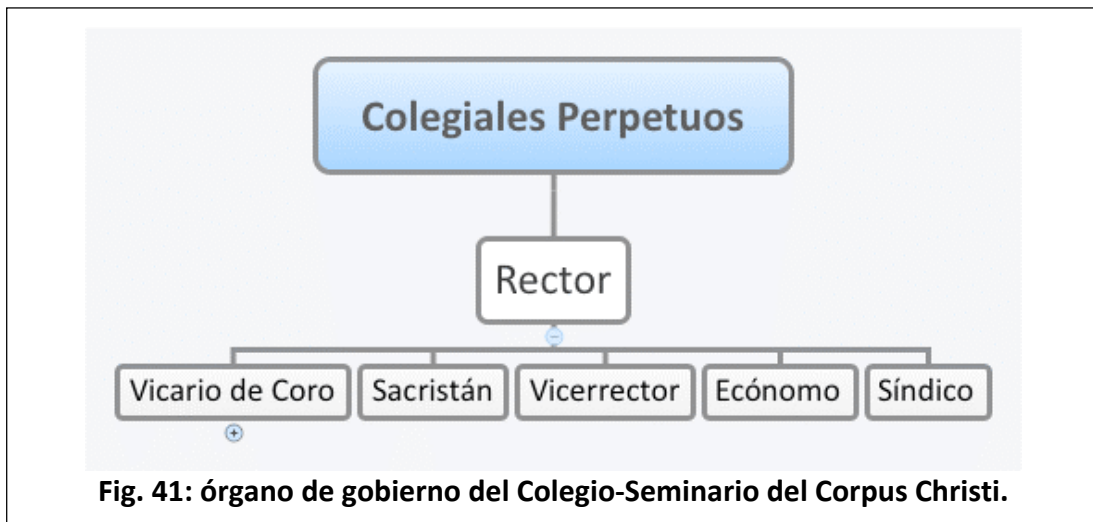 Colegiales Perpetuos
Rector
Vicario de Coro Sacristán Vicerrector Ecónomo Síndico
Fig. 41: órgano de gobierno del Colegio-Seminario del Corpus Christi.